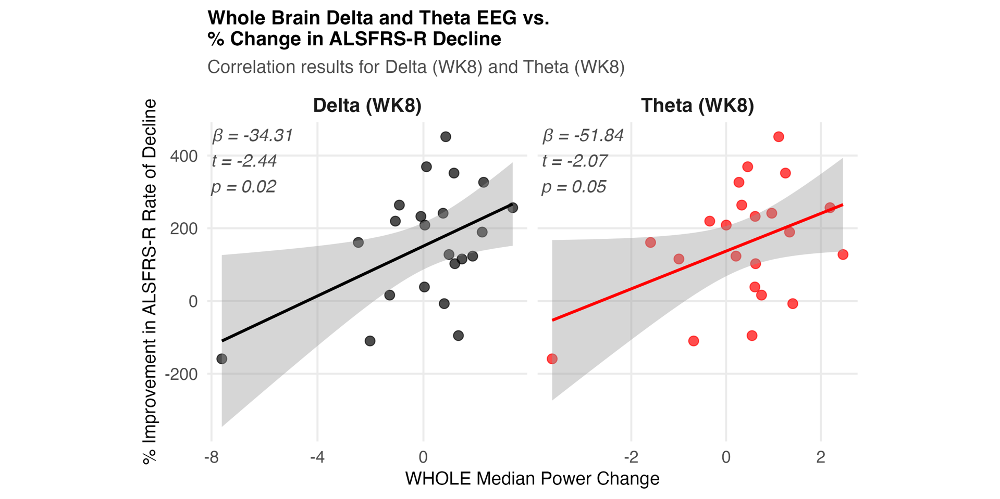 Whole Brain Delta and Theta EEG vs.
% Change in ALSFRS-R Decline
Correlation results for Delta (WK8) and Theta (WK8)
% Improvement in ALSFRS-R Rate of Decline
Delta (WK8)
β = -34.31
t = -2.44
p = 0.02
Theta (WK8)
β = -51.84
t = -2.07
p = 0.05
400
200
0
-200
-8 -4 0
-2 0 2
WHOLE Median Power Change